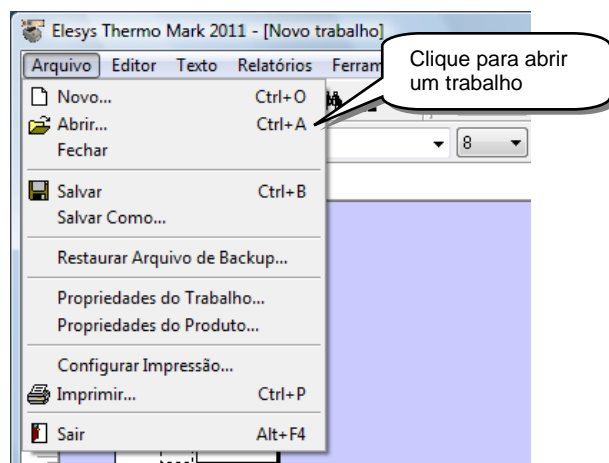 Elesys Thermo Mark 2011 - [Novo trabalho]
Arquivo Editor Texto Relatórios Ferram
Clique para abrir
um trabalho
Novo... Ctrl+O
Abrir... Ctrl+A
Fechar
8
Salvar Ctrl+B
Salvar Como...
Restaurar Arquivo de Backup...
Propriedades do Trabalho...
Propriedades do Produto...
Configurar Impressão...
Imprimir... Ctrl+P
Sair Alt+F4